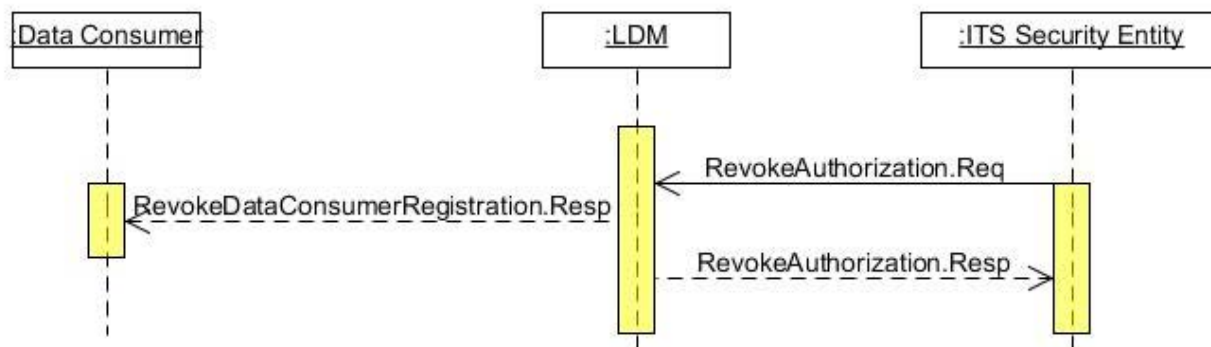 :Data Consumer
:LDM
:ITS Security Entity
RevokeAuthorization.Req
RevokeDataConsumerRegistration.Resp
RevokeAuthorization.Resp